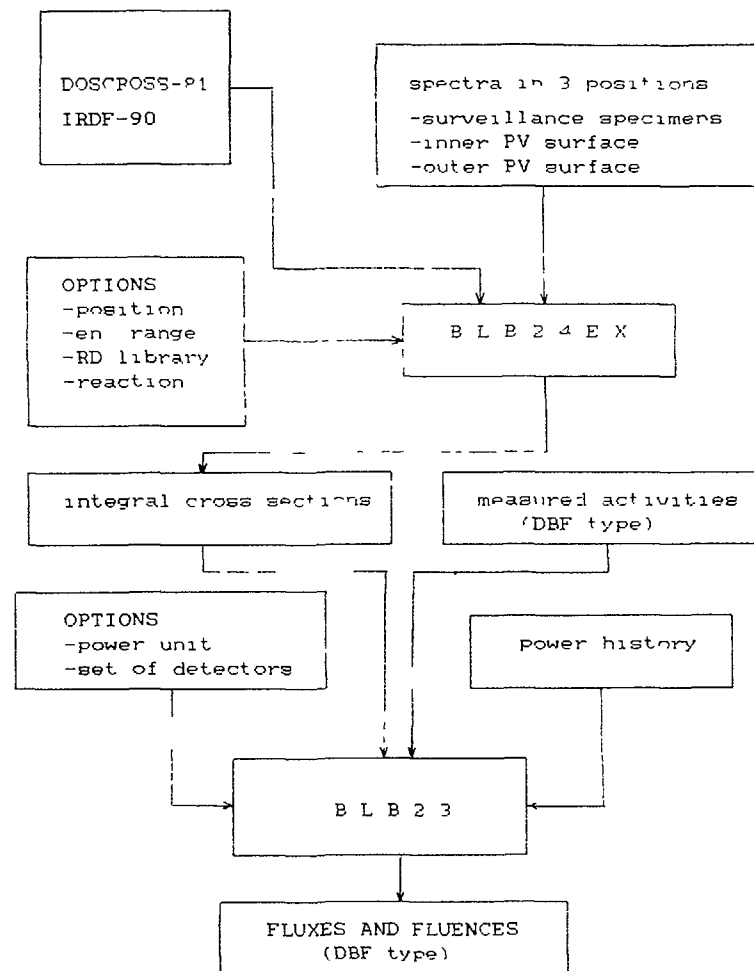 DOSCROSS-81
IRDF-90
spectra in 3 positions
-surveillance specimens
-inner PV surface
-outer PV surface
OPTIONS
-position
-en range
-RD library
-reaction
B L B 2 4 E X
integral cross sections
measured activities
(DBF type)
OPTIONS
-power unit
-set of detectors
power history
B L B 2 3
FLUXES AND FLUENCES
(DBF type)